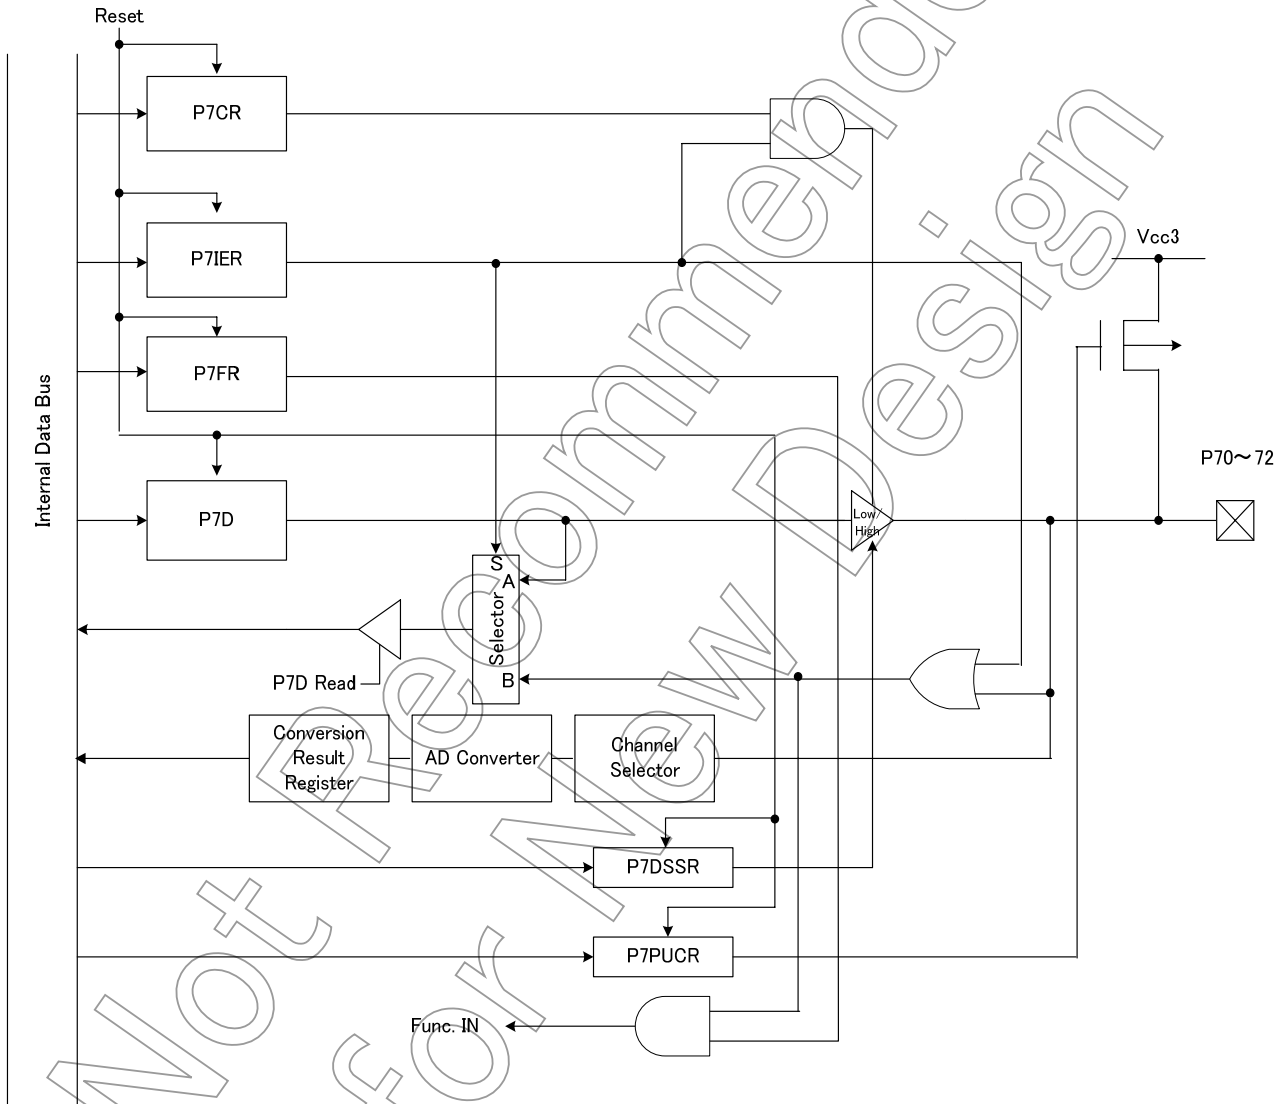 Reset
P7CR
P7IER
Vcc3
P7FR
Internal Data Bus
P70～72
P7D
Low/
High
S
A
Selector
B
P7D Read
Conversion
Result
Register
AD Converter
Channel
Selector
P7DSSR
P7PUCR
Func. IN
Not Recommended
for New Design